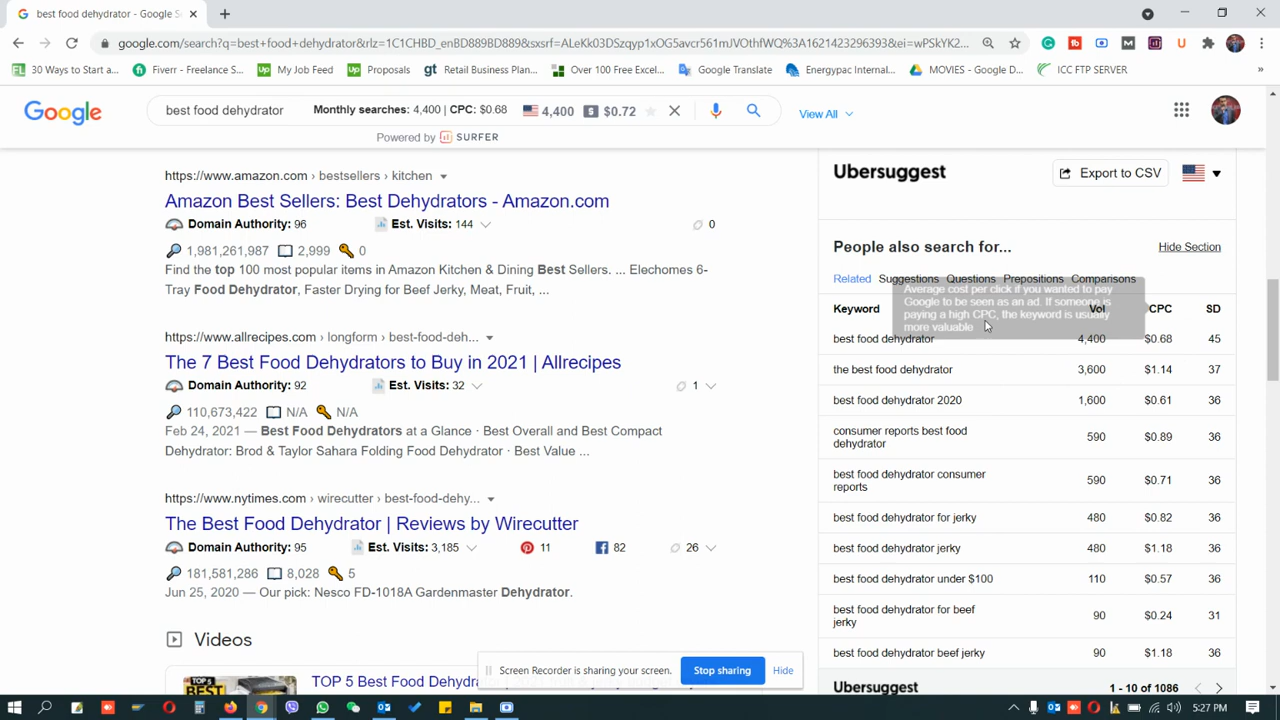 best food dehydrator - Google S
google.com/search?q=best+food+dehydrator&rlz=1C1CHBD_enBD889BD889&sxsrf=ALeKk03DSzqyp1xOG5avcr561mJVOthfWQ%3A1621423296393&ei=wPSkYK2...
30 Ways to Start a...
Fiverr - Freelance S...
My Job Feed
Proposals
Retail Business Plan...
Over 100 Free Excel...
Google Translate
Energypac Internal...
MOVIES - Google D...
ICC FTP SERVER
Google
best food dehydrator Monthly searches: 4,400 | CPC: $0.68 4,400 $0.72
View All
Powered by SURFER
https://www.amazon.com › bestsellers › kitchen
Amazon Best Sellers: Best Dehydrators - Amazon.com
Domain Authority: 96 Est. Visits: 144 0
1,981,261,987 2,999 0
Find the top 100 most popular items in Amazon Kitchen & Dining Best Sellers. ... Elechomes 6-
Tray Food Dehydrator, Faster Drying for Beef Jerky, Meat, Fruit, ...
https://www.allrecipes.com › longform › best-food-deh...
The 7 Best Food Dehydrators to Buy in 2021 | Allrecipes
Domain Authority: 92 Est. Visits: 32 1
110,673,422 N/A N/A
Feb 24, 2021 — Best Food Dehydrators at a Glance · Best Overall and Best Compact
Dehydrator: Brod & Taylor Sahara Folding Food Dehydrator · Best Value ...
https://www.nytimes.com › wirecutter › best-food-dehy...
The Best Food Dehydrator | Reviews by Wirecutter
Domain Authority: 95 Est. Visits: 3,185 11 82 26
181,581,286 8,028 5
Jun 25, 2020 — Our pick: Nesco FD-1018A Gardenmaster Dehydrator.
Videos
TOP 5 Best Food Dehydra
Ubersuggest
Export to CSV
People also search for...
Hide Section
Related Suggestions Questions Prepositions Comparisons
Average cost per click if you wanted to pay
Google to be seen as an ad. If someone is
paying a high CPC, the keyword is usually
more valuable
Keyword Vol CPC SD
best food dehydrator 4,400 $0.68 45
the best food dehydrator 3,600 $1.14 37
best food dehydrator 2020 1,600 $0.61 36
consumer reports best food
dehydrator 590 $0.89 36
best food dehydrator consumer
reports 590 $0.71 36
best food dehydrator for jerky 480 $0.82 36
best food dehydrator jerky 480 $1.18 36
best food dehydrator under $100 110 $0.57 36
best food dehydrator for beef
jerky 90 $0.24 31
best food dehydrator beef jerky 90 $1.18 36
Ubersuggest
1 - 10 of 1086
Screen Recorder is sharing your screen. Stop sharing Hide
5:27 PM